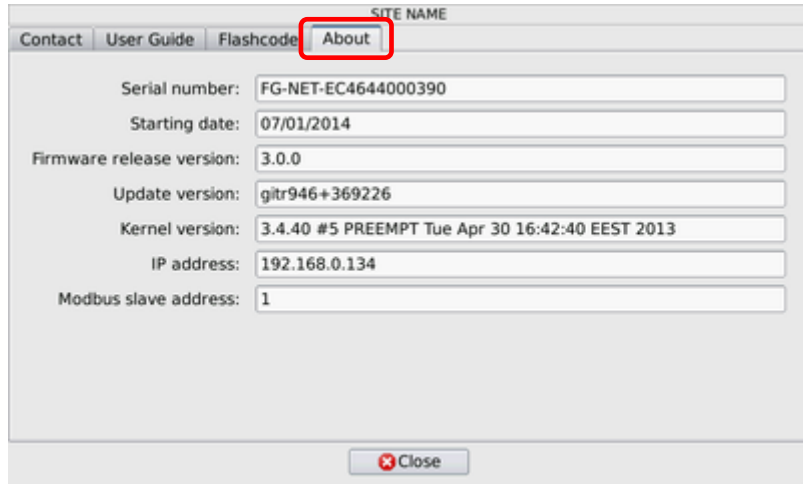 SITE NAME
Contact User Guide Flashcode About
Serial number: FG-NET-EC4644000390
Starting date: 07/01/2014
Firmware release version: 3.0.0
Update version: gitr946+369226
Kernel version: 3.4.40 #5 PREEMPT Tue Apr 30 16:42:40 EEST 2013
IP address: 192.168.0.134
Modbus slave address: 1
Close